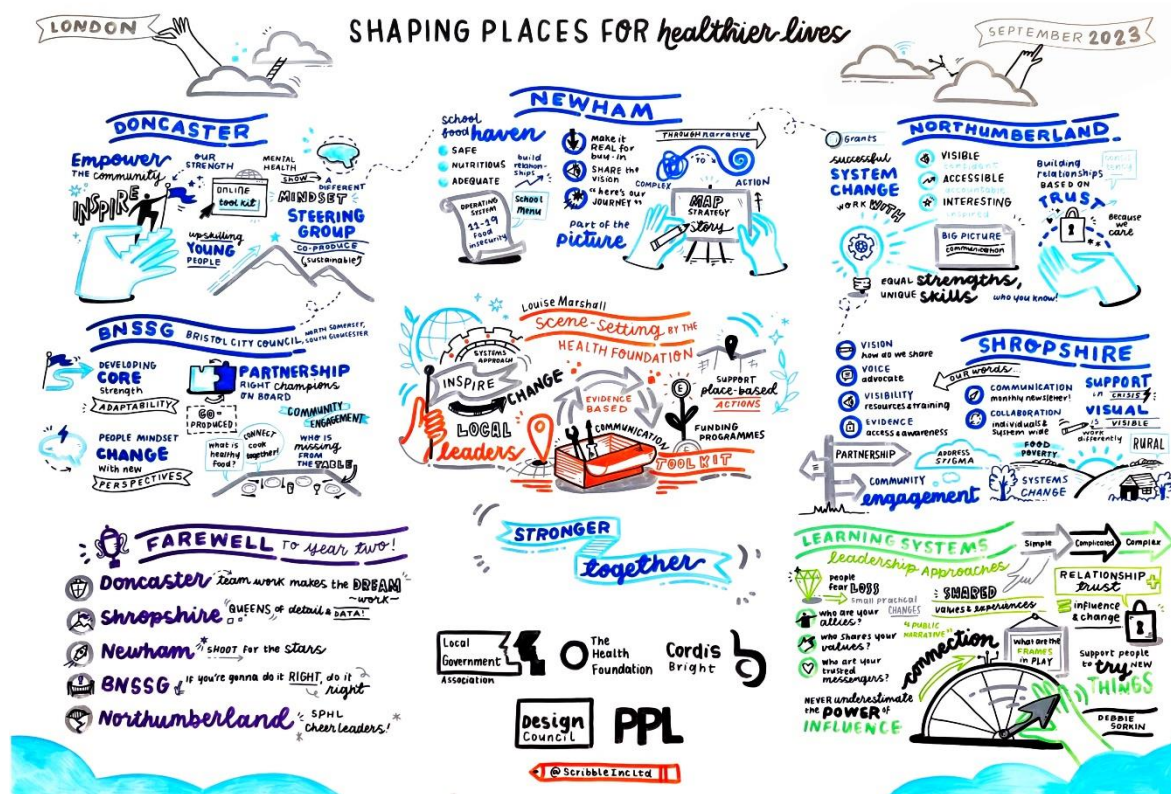 LONDON
SHAPING PLACES FOR healthier lives
SEPTEMBER 2023
DONCASTER
Empower
THE community
INSPIRE
OUR
STRENGTH
ONLINE
tool kit
MENTAL
HEALTH
SHOW
A
DIFFERENT
MINDSET
STEERING
GROUP
CO-PRODUCE
(sustainable)
upskilling
YOUNG
PEOPLE
NEWHAM
School
food haven
SAFE
NUTRITIOUS
ADEQUATE
build
relation-
ships
OPERATING
SYSTEM
11-19
Food
insecurity
School
menu
make it
REAL for
buy-in
SHARE the
vision
"here's our
JOURNEY"
part of the
picture
THROUGH narrative
COMPLEX
TO
ACTION
MAP
STRATEGY
story
NORTHUMBERLAND
Grants
successful
SYSTEM
CHANGE
WORK WITH
VISIBLE
ACCESSIBLE
accountable
INTERESTING
inspired
BIG PICTURE
communication
EQUAL strengths,
UNIQUE skills
who you know!
Building
relationships
BASED ON
TRUST
Because
we
care
BNSSG BRISTOL CITY COUNCIL, NORTH SOMERSET,
SOUTH GLOUCESTER
DEVELOPING
CORE
strength
ADAPTABILITY
PARTNERSHIP
RIGHT champions
ON BOARD
CO-
PRODUCED
COMMUNITY
ENGAGEMENT
PEOPLE MINDSET
CHANGE
with new
PERSPECTIVES
what is
healthy
food?
CONNECT
cook
together!
WHO IS
missing
FROM
THE TABLE
Louise Marshall
Scene-Setting BY THE
HEALTH FOUNDATION
SYSTEMS
APPROACH
INSPIRE
CHANGE
LOCAL
leaders
EVIDENCE
BASED
COMMUNICATION
TOOLKIT
SUPPORT
place-based
ACTIONS
FUNDING
PROGRAMMES
SHROPSHIRE
VISION
how do we share
VOICE
advocate
VISIBILITY
resources & training
EVIDENCE
access & awareness
OUR words...
COMMUNICATION
monthly newsletter!
COLLABORATION
individuals &
system wide
SUPPORT
in CRISIS
VISUAL
IS VISIBLE
work
differently
RURAL
PARTNERSHIP
COMMUNITY
engagement
ADDRESS
STIGMA
FOOD
POVERTY
SYSTEMS
CHANGE
FAREWELL TO year two!
Doncaster team work makes the DREAM
work
Shropshire QUEENS of detail & DATA!
Newham SHOOT for the stars
BNSSG if you're gonna do it RIGHT, do it
right
Northumberland SPHL
cheerleaders!
STRONGER
together
Local
Government
Association
The
Health
Foundation
Cordis
Bright
Design
Council
PPL
@ScribbleIncLtd
LEARNING SYSTEMS
leadership Approaches
Simple
Complicated
Complex
people
fear LOSS
small practical
CHANGES
who are your
allies?
who shares your
values?
who are your
trusted
messengers?
SHARED
values & experiences
"PUBLIC
NARRATIVE"
connection
what are the
FRAMES
in PLAY
RELATIONSHIP
trust
influence
& change
Support people
to try NEW
THINGS
NEVER underestimate
the POWER of
INFLUENCE
DEBBIE
SORKIN